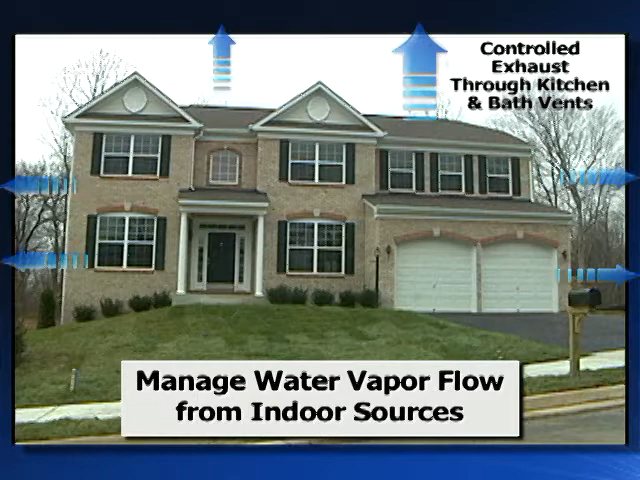 Controlled
Exhaust
Through Kitchen
& Bath Vents
Manage Water Vapor Flow
from Indoor Sources